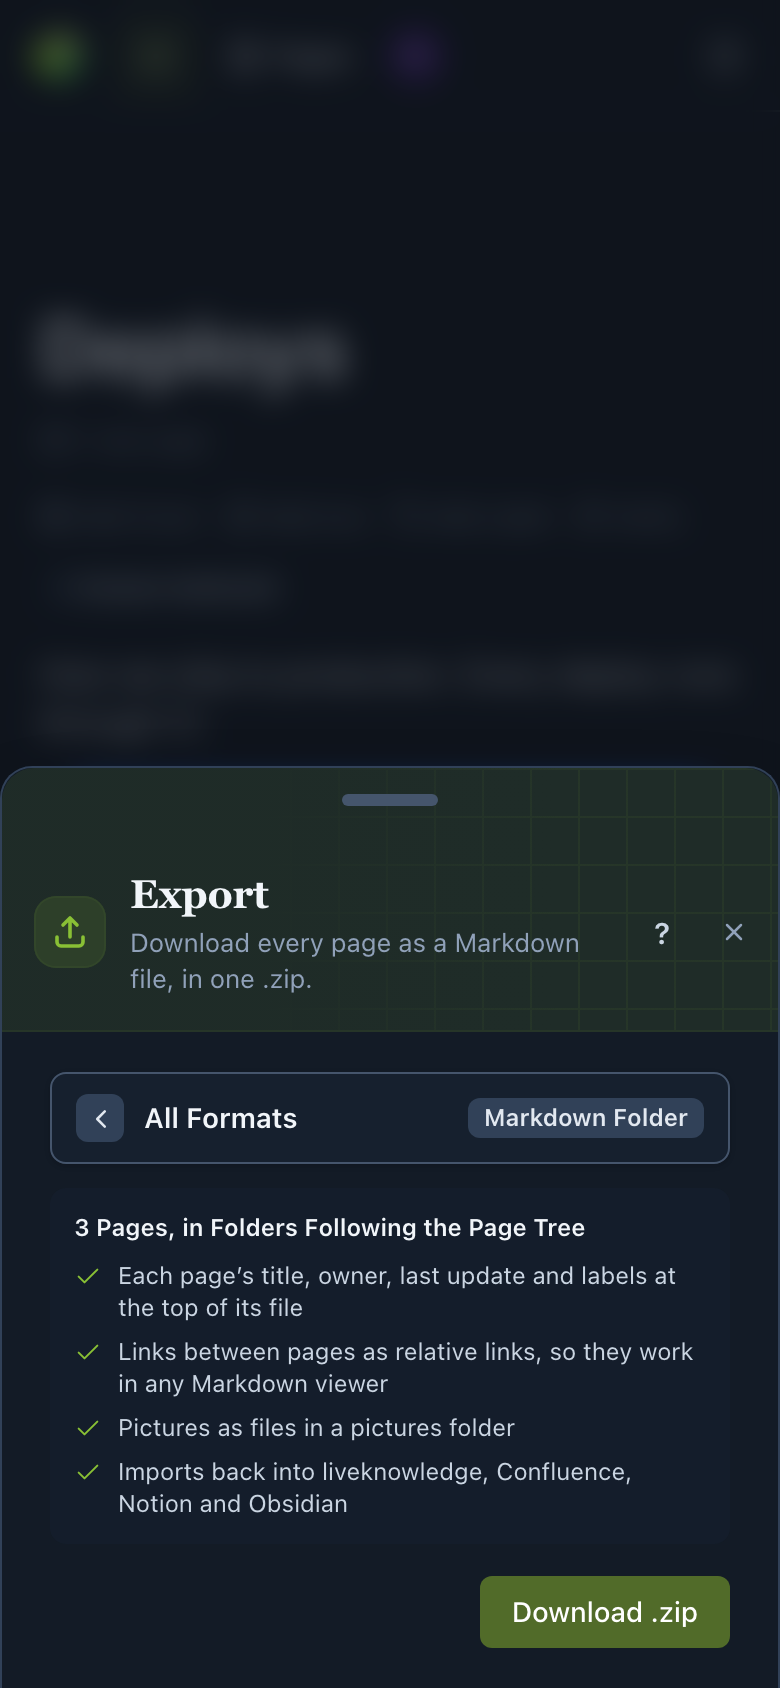 Deploys
Export
?
Download every page as a Markdown
file, in one .zip.
All Formats
Markdown Folder
3 Pages, in Folders Following the Page Tree
Each page’s title, owner, last update and labels at
the top of its file
Links between pages as relative links, so they work
in any Markdown viewer
Pictures as files in a pictures folder
Imports back into liveknowledge, Confluence,
Notion and Obsidian
Download .zip